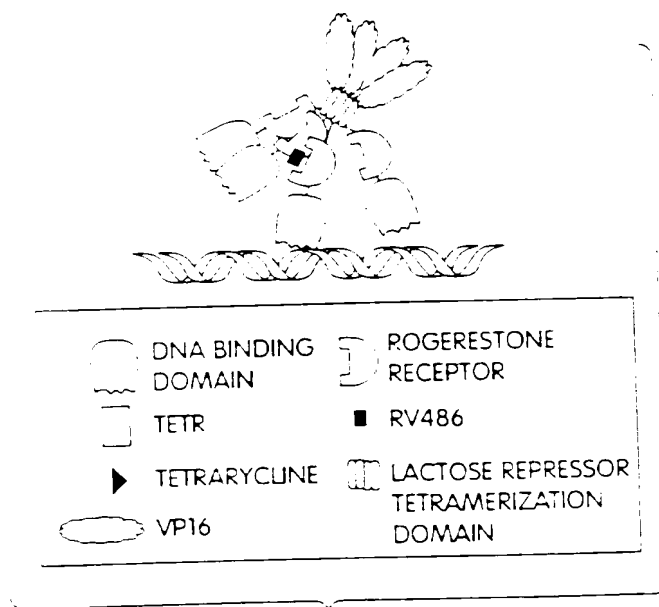 DNA BINDING
DOMAIN
ROGERESTONE
RECEPTOR
TETR
RV486
TETRARYCLINE
LACTOSE REPRESSOR
TETRAMERIZATION
DOMAIN
VP16